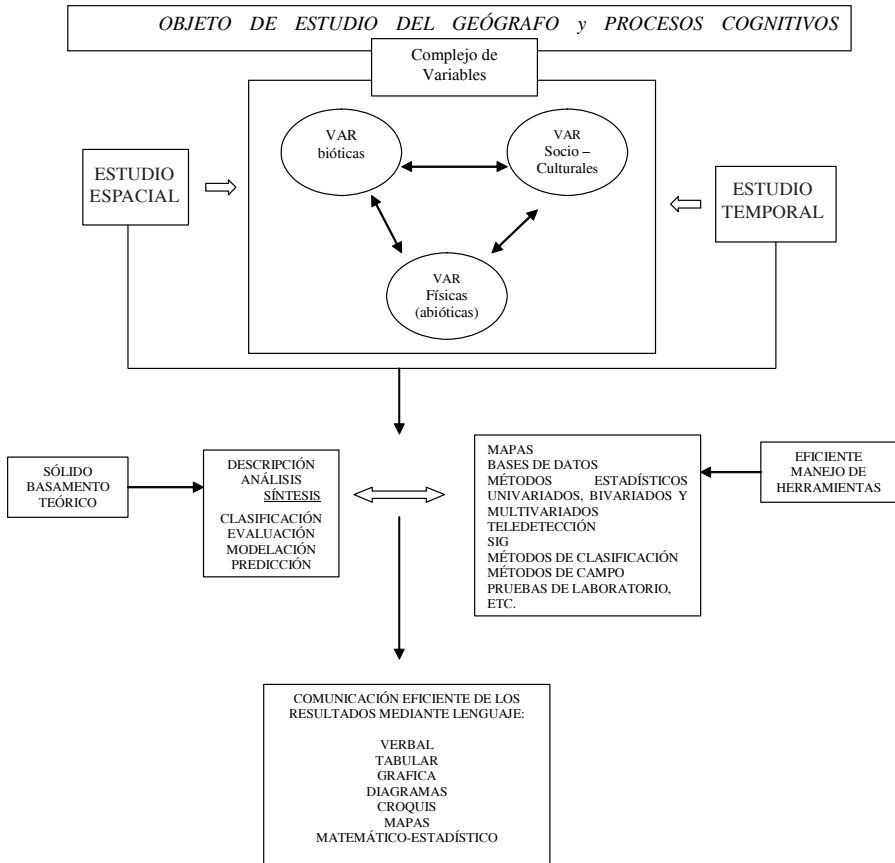 OBJETO DE ESTUDIO DEL GEÓGRAFO y PROCESOS COGNITIVOS
Complejo de
Variables
VAR
bióticas
VAR
Socio –
Culturales
VAR
Físicas
(abióticas)
ESTUDIO
ESPACIAL
ESTUDIO
TEMPORAL
SÓLIDO
BASAMENTO
TEÓRICO
DESCRIPCIÓN
ANÁLISIS
SÍNTESIS
CLASIFICACIÓN
EVALUACIÓN
MODELACIÓN
PREDICCIÓN
MAPAS
BASES DE DATOS
MÉTODOS ESTADÍSTICOS
UNIVARIADOS, BIVARIADOS Y
MULTIVARIADOS
TELEDETECCIÓN
SIG
MÉTODOS DE CLASIFICACIÓN
MÉTODOS DE CAMPO
PRUEBAS DE LABORATORIO,
ETC.
EFICIENTE
MANEJO DE
HERRAMIENTAS
COMUNICACIÓN EFICIENTE DE LOS
RESULTADOS MEDIANTE LENGUAJE:
VERBAL
TABULAR
GRAFICA
DIAGRAMAS
CROQUIS
MAPAS
MATEMÁTICO-ESTADÍSTICO